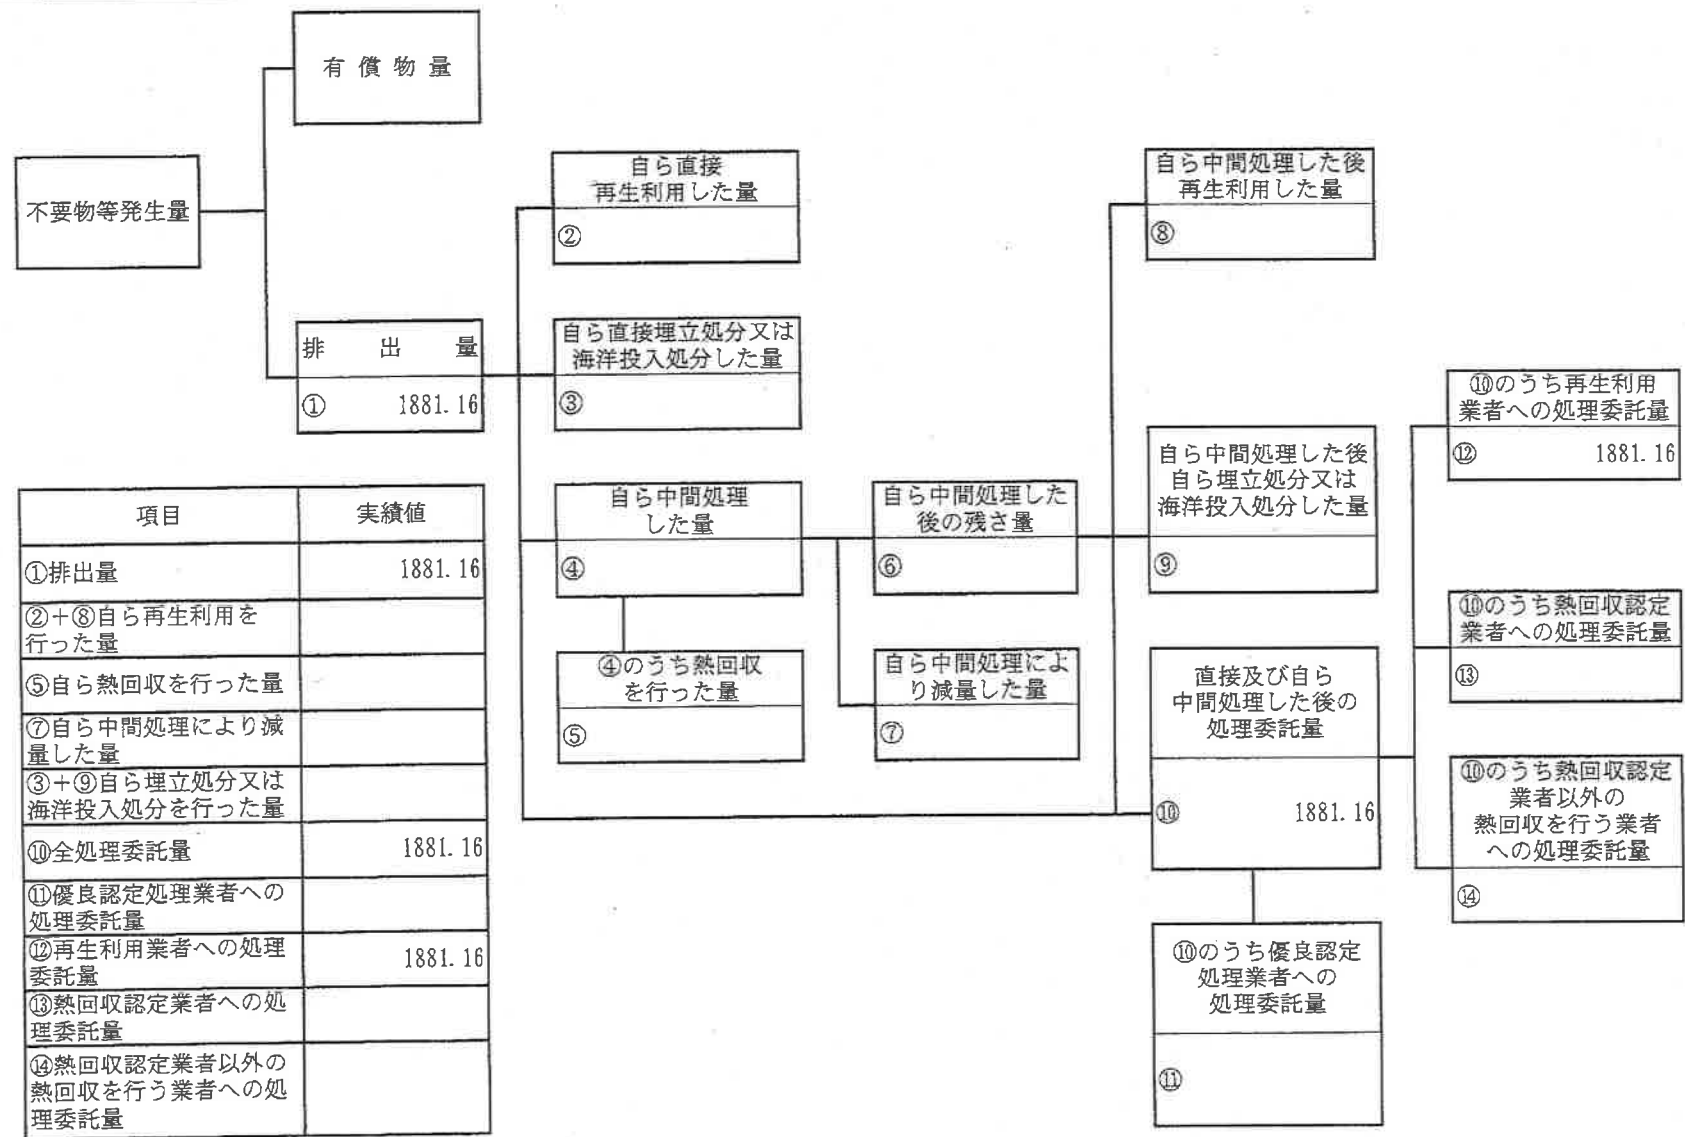 有償物量
不要物等発生量
排出量
① 1881.16
自ら直接
再生利用した量
②
自ら直接埋立処分又は
海洋投入処分した量
③
自ら中間処理
した量
④
④のうち熱回収
を行った量
⑤
自ら中間処理した
後の残さ量
⑥
自ら中間処理によ
り減量した量
⑦
自ら中間処理した後
再生利用した量
⑧
自ら中間処理した後
自ら埋立処分又は
海洋投入処分した量
⑨
直接及び自ら
中間処理した後の
処理委託量
⑩ 1881.16
⑩のうち優良認定
処理業者への
処理委託量
⑪
⑩のうち再生利用
業者への処理委託量
⑫ 1881.16
⑩のうち熱回収認定
業者への処理委託量
⑬
⑩のうち熱回収認定
業者以外の
熱回収を行う業者
への処理委託量
⑭
項目 実績値
①排出量 1881.16
②+⑧自ら再生利用を
行った量
⑤自ら熱回収を行った量
⑦自ら中間処理により減
量した量
③+⑨自ら埋立処分又は
海洋投入処分を行った量
⑩全処理委託量 1881.16
⑪優良認定処理業者への
処理委託量
⑫再生利用業者への処理
委託量 1881.16
⑬熱回収認定業者への処
理委託量
⑭熱回収認定業者以外の
熱回収を行う業者への処
理委託量